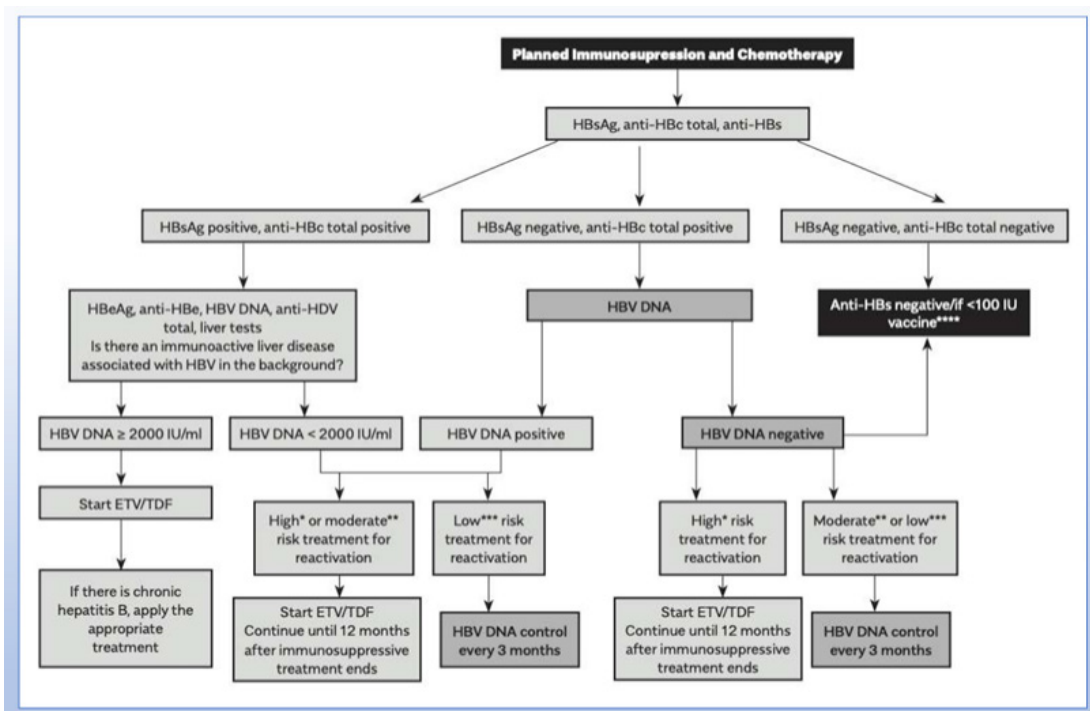 Planned Immunosupression and Chemotherapy
HBsAg, anti-HBc total, anti-HBs
HBsAg positive, anti-HBc total positive
HBsAg negative, anti-HBc total positive
HBsAg negative, anti-HBc total negative
HBeAg, anti-HBe, HBV DNA, anti-HDV
total, liver tests
Is there an immunoactive liver disease
associated with HBV in the background?
HBV DNA
Anti-HBs negative/if <100 IU
vaccine****
HBV DNA ≥ 2000 IU/ml
HBV DNA < 2000 IU/ml
HBV DNA positive
HBV DNA negative
Start ETV/TDF
High* or moderate**
risk treatment for
reactivation
Low*** risk
treatment for
reactivation
High* risk
treatment for
reactivation
Moderate** or low***
risk treatment for
reactivation
If there is chronic
hepatitis B, apply the
appropriate
treatment
Start ETV/TDF
Continue until 12 months
after immunosuppressive
treatment ends
HBV DNA control
every 3 months
Start ETV/TDF
Continue until 12 months
after immunosuppressive
treatment ends
HBV DNA control
every 3 months